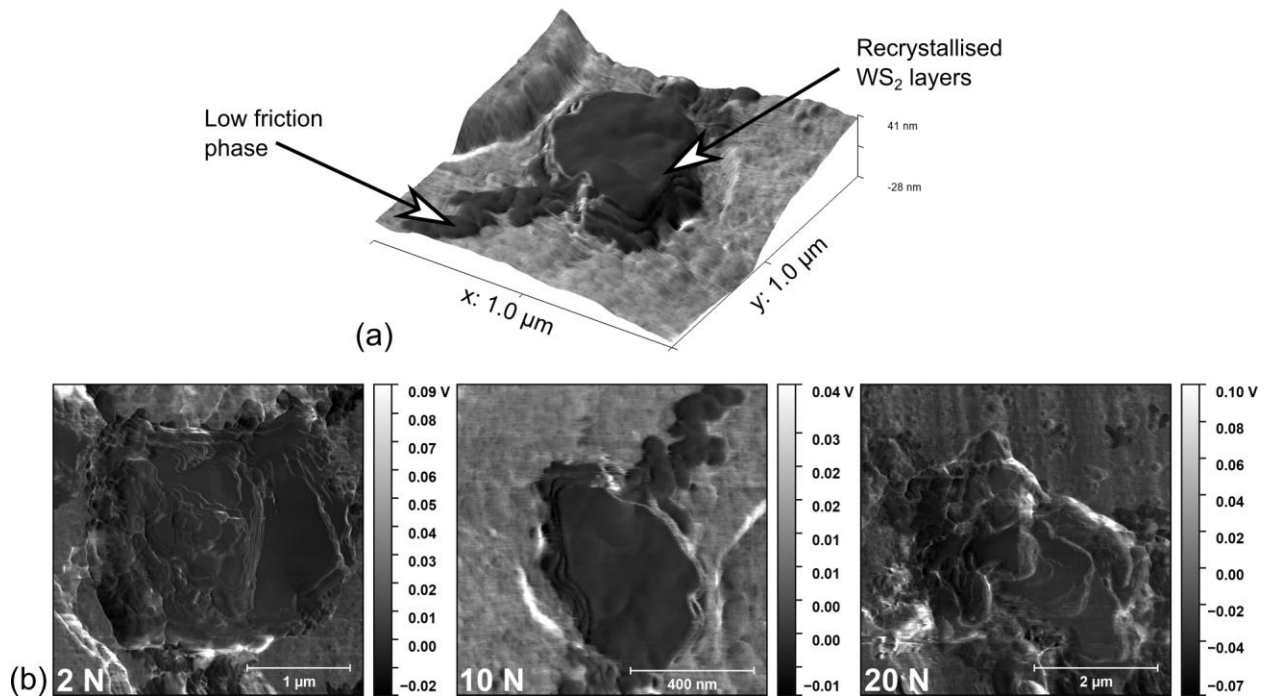 Recrystallised
WS₂ layers
Low friction
phase
41 nm
-28 nm
x: 1.0 µm
y: 1.0 µm
(a)
0.09 V
0.08
0.07
0.06
0.05
0.04
0.03
0.02
0.01
0.00
−0.02
0.04 V
0.03
0.02
0.02
0.01
0.01
0.00
0.00
−0.01
0.10 V
0.08
0.06
0.04
0.02
0.00
−0.02
−0.04
−0.07
(b)
2 N
1 µm
10 N
400 nm
20 N
2 µm